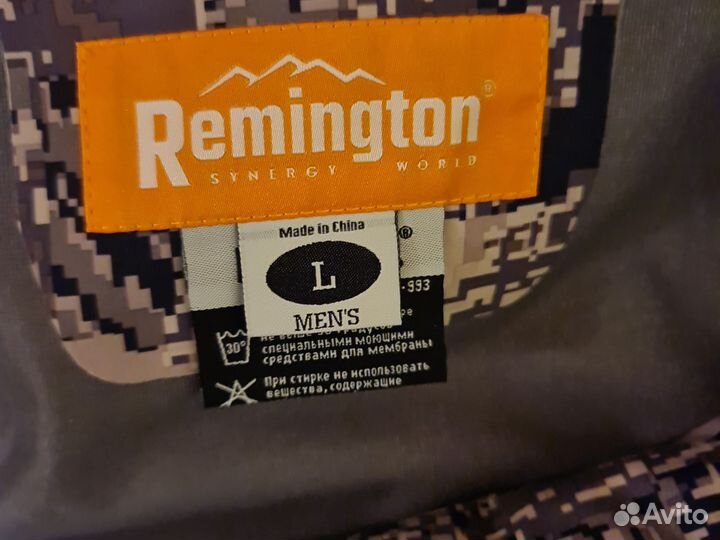 Remington®
SYNERGY WORLD
Made in China
®
L
-993
MEN'S
30°
специальными моющими
средствами для мембраны
При стирке не использовать
вещества, содержащие
Avito